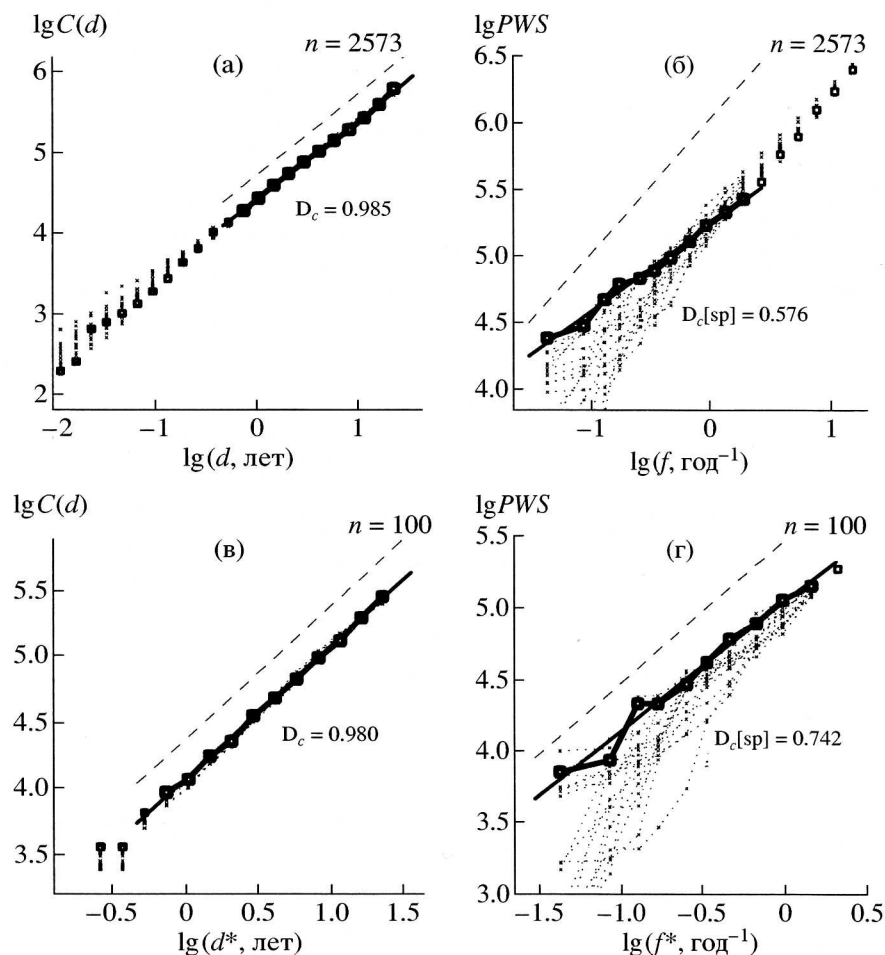 lgC(d)
n = 2573
(а)
6
5
4
3
2
D_c = 0.985
−2 −1 0 1
lg(d, лет)
lgPWS
n = 2573
(б)
6.5
6.0
5.5
5.0
4.5
4.0
D_c[sp] = 0.576
−1 0 1
lg(f, год⁻¹)
lgC(d)
n = 100
(в)
5.5
5.0
4.5
4.0
3.5
D_c = 0.980
−0.5 0 0.5 1.0 1.5
lg(d*, лет)
lgPWS
n = 100
(г)
5.5
5.0
4.5
4.0
3.5
3.0
D_c[sp] = 0.742
−1.5 −1.0 −0.5 0 0.5
lg(f*, год⁻¹)